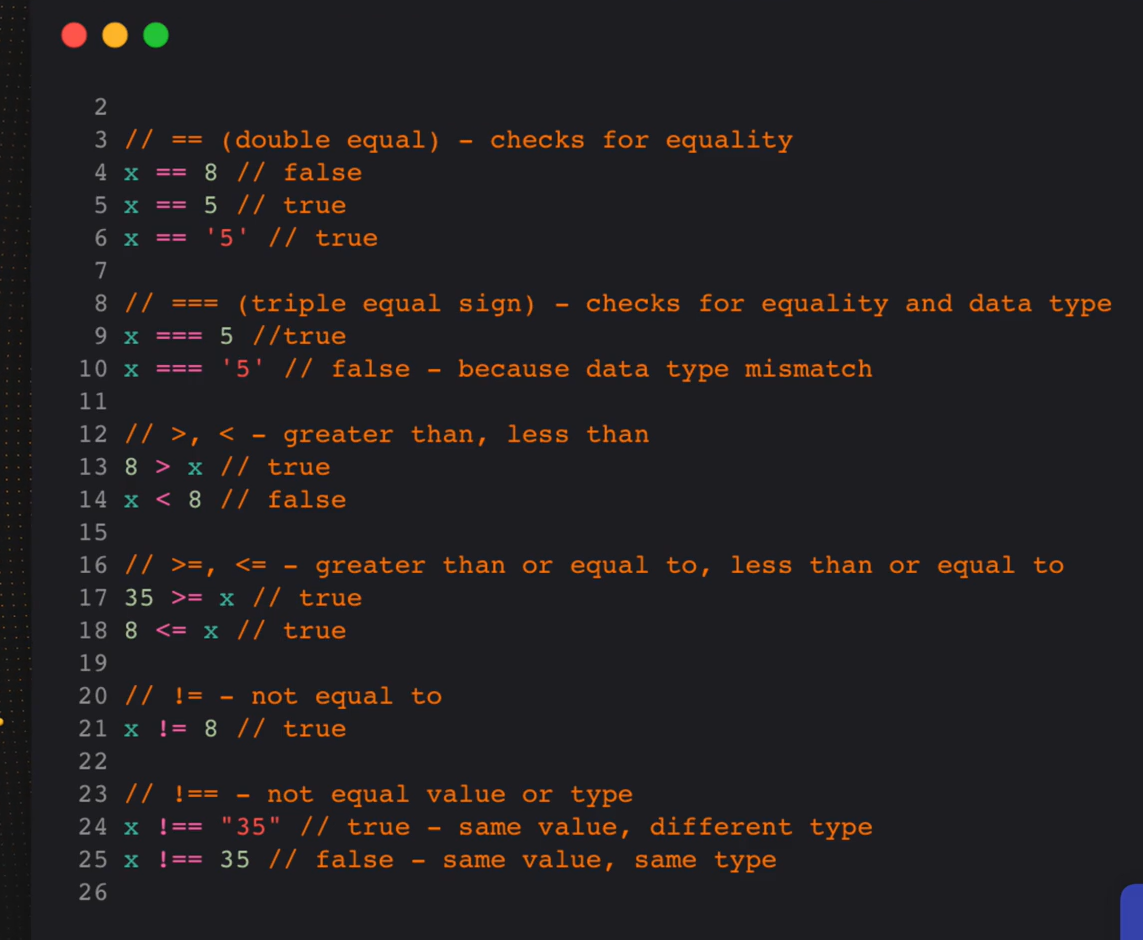 2
3 // == (double equal) – checks for equality
4 x == 8 // false
5 x == 5 // true
6 x == '5' // true
7
8 // === (triple equal sign) – checks for equality and data type
9 x === 5 //true
10 x === '5' // false – because data type mismatch
11
12 // >, < – greater than, less than
13 8 > x // true
14 x < 8 // false
15
16 // >=, <= – greater than or equal to, less than or equal to
17 35 >= x // true
18 8 <= x // true
19
20 // != – not equal to
21 x != 8 // true
22
23 // !== – not equal value or type
24 x !== "35" // true – same value, different type
25 x !== 35 // false – same value, same type
26